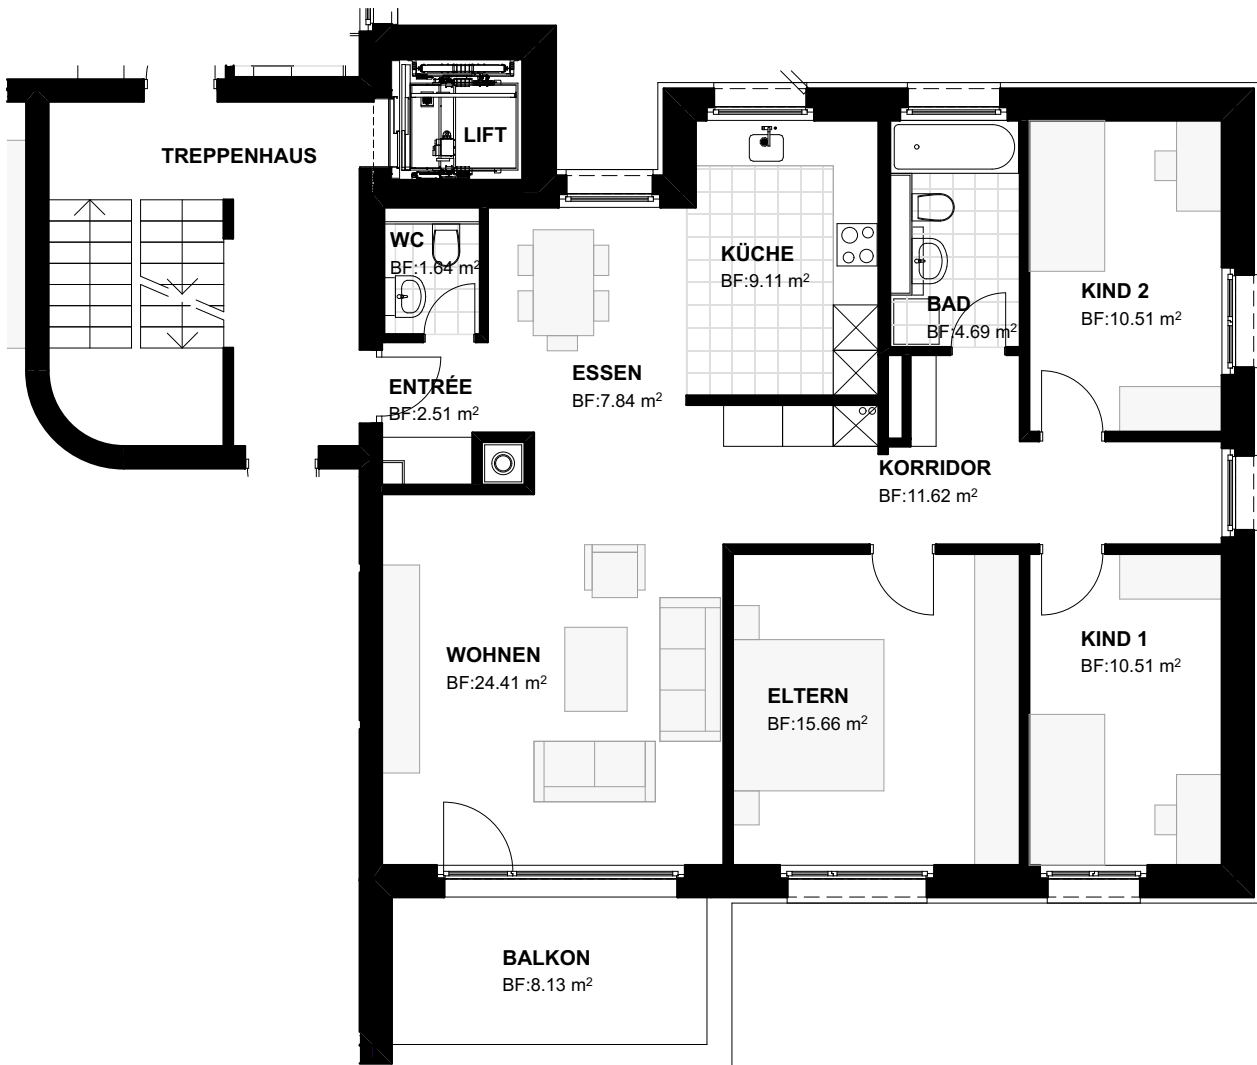 LIFT
TREPPENHAUS
WC
BF:1.64 m²
KÜCHE
BF:9.11 m²
BAD
BF:4.69 m²
KIND 2
BF:10.51 m²
ENTRÉE
BF:2.51 m²
ESSEN
BF:7.84 m²
KORRIDOR
BF:11.62 m²
WOHNEN
BF:24.41 m²
ELTERN
BF:15.66 m²
KIND 1
BF:10.51 m²
BALKON
BF:8.13 m²